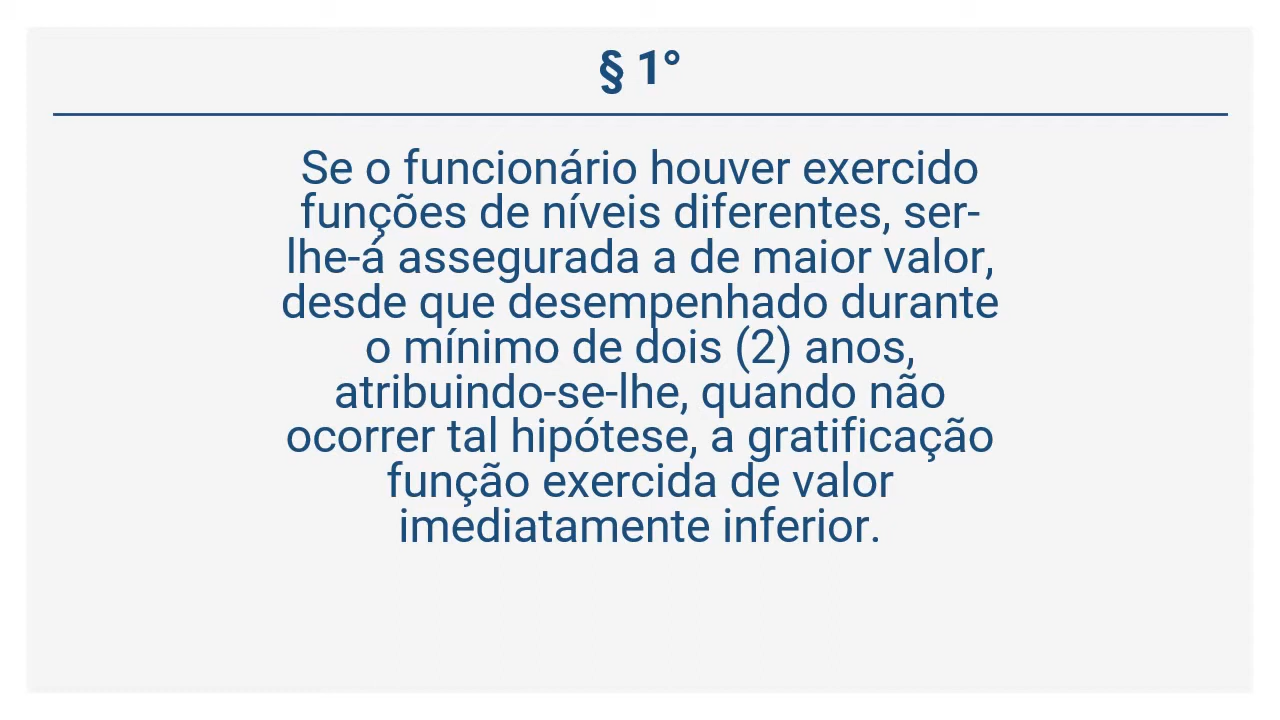 § 1°
Se o funcionário houver exercido
funções de níveis diferentes, ser-
lhe-á assegurada a de maior valor,
desde que desempenhado durante
o mínimo de dois (2) anos,
atribuindo-se-lhe, quando não
ocorrer tal hipótese, a gratificação
função exercida de valor
imediatamente inferior.